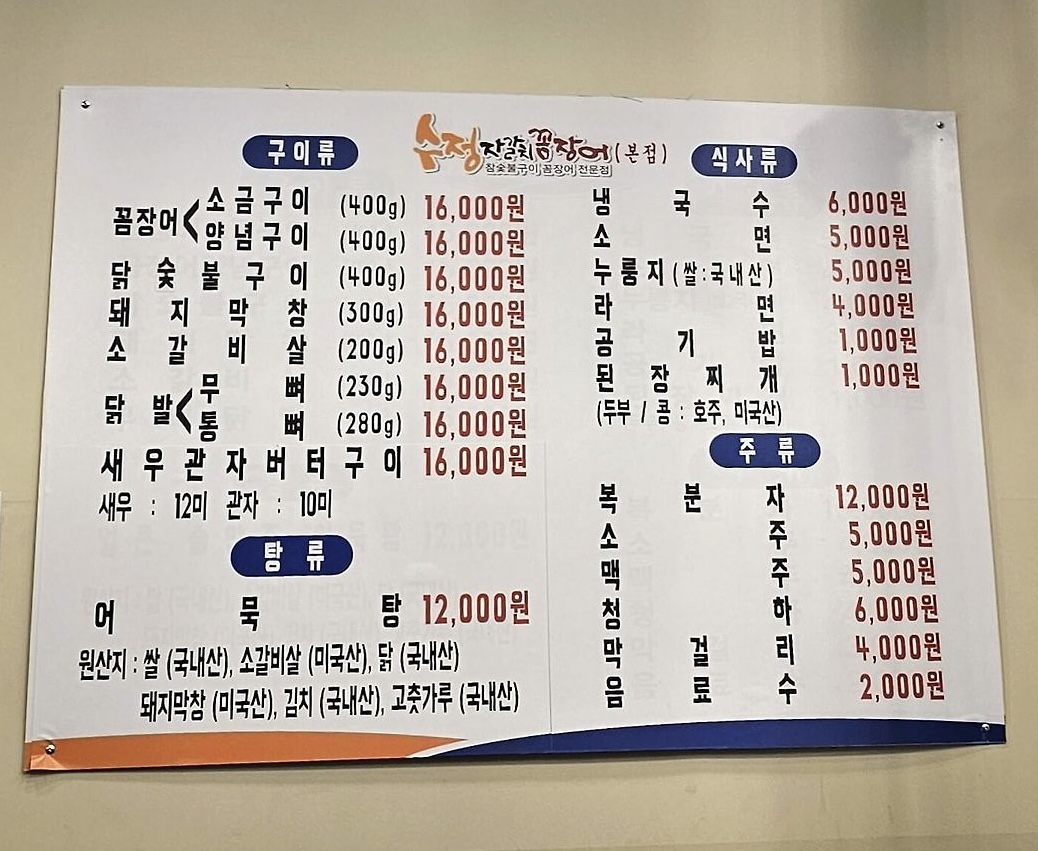 수정 자갈치꼼장어(본점)
참숯불구이 꼼장어 전문점
구이류
꼼장어 < 소금구이 (400g) 16,000원
양념구이 (400g) 16,000원
닭숯불구이 (400g) 16,000원
돼지막창 (300g) 16,000원
소갈비살 (200g) 16,000원
닭발 < 무뼈 (230g) 16,000원
통뼈 (280g) 16,000원
새우관자버터구이 16,000원
새우 : 12미 관자 : 10미
탕류
어묵탕 12,000원
원산지 : 쌀 (국내산), 소갈비살 (미국산), 닭 (국내산)
돼지막창 (미국산), 김치 (국내산), 고춧가루 (국내산)
식사류
냉국수 6,000원
소면 5,000원
누룽지 (쌀:국내산) 5,000원
라면 4,000원
공기밥 1,000원
된장찌개 1,000원
(두부 / 콩 : 호주, 미국산)
주류
복분자 12,000원
소주 5,000원
맥주 5,000원
청하 6,000원
막걸리 4,000원
음료수 2,000원